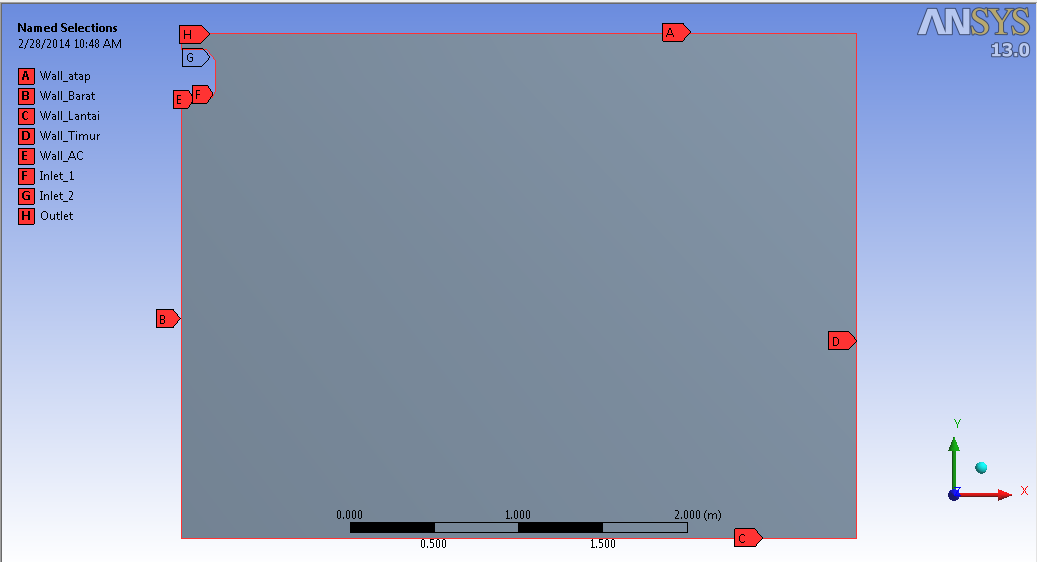 Named Selections
2/28/2014 10:48 AM
A Wall_atap
B Wall_Barat
C Wall_Lantai
D Wall_Timur
E Wall_AC
F Inlet_1
G Inlet_2
H Outlet
ANSYS
13.0
H
A
G
E
F
B
D
C
0.000 1.000 2.000 (m)
0.500 1.500
Y
Z
X